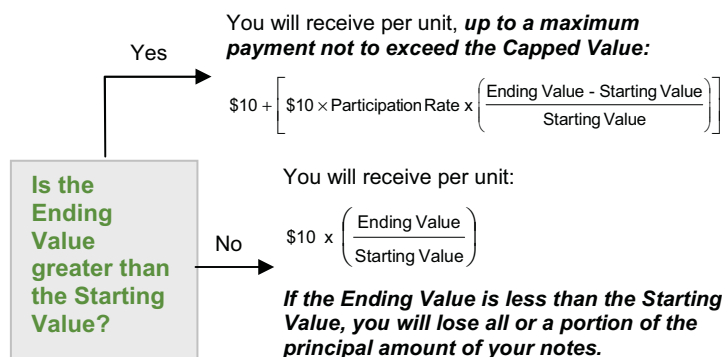 You will receive per unit, up to a maximum
payment not to exceed the Capped Value:
Yes
$10 + [ $10 × Participation Rate x ( Ending Value - Starting Value / Starting Value ) ]
Is the
Ending
Value
greater than
the Starting
Value?
No
You will receive per unit:
$10 x ( Ending Value / Starting Value )
If the Ending Value is less than the Starting
Value, you will lose all or a portion of the
principal amount of your notes.